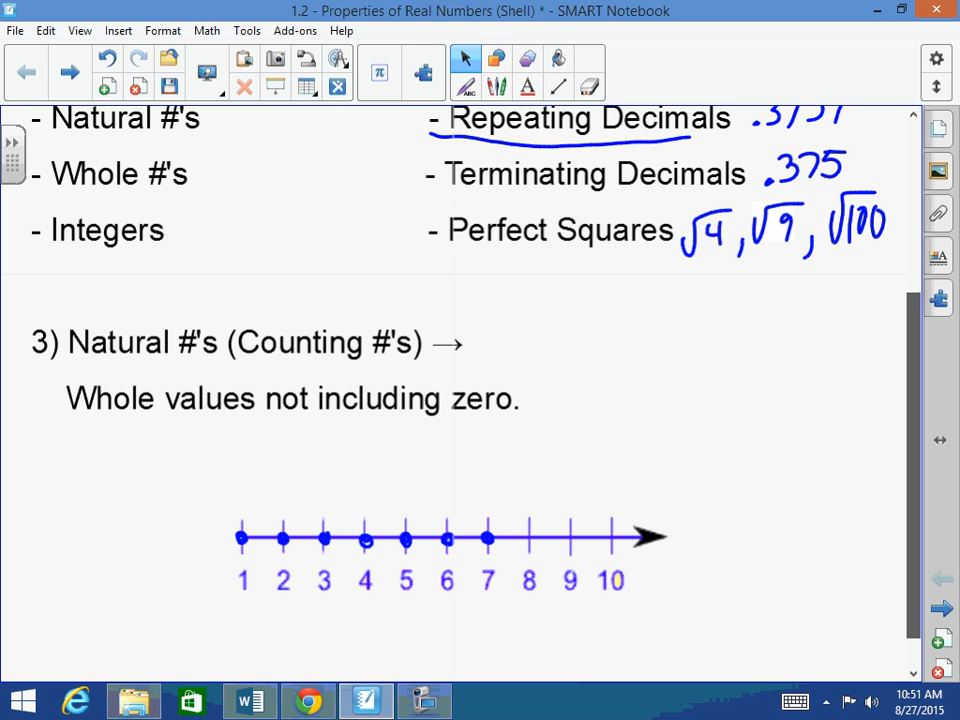 1.2 - Properties of Real Numbers (Shell) * - SMART Notebook
File Edit View Insert Format Math Tools Add-ons Help
- Natural #'s - Repeating Decimals
- Whole #'s - Terminating Decimals .375
- Integers - Perfect Squares √4, √9, √100
3) Natural #'s (Counting #'s) →
Whole values not including zero.
1 2 3 4 5 6 7 8 9 10
10:51 AM
8/27/2015